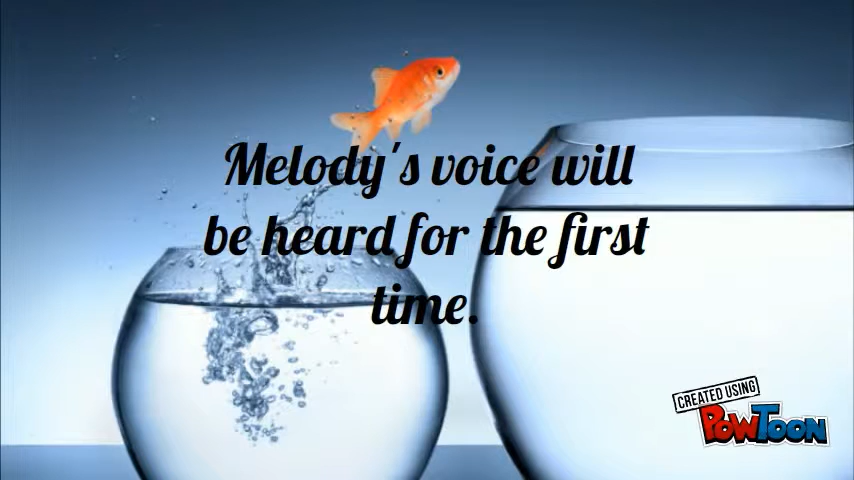 Melody's voice will
be heard for the first
time.
CREATED USING
POWTOON